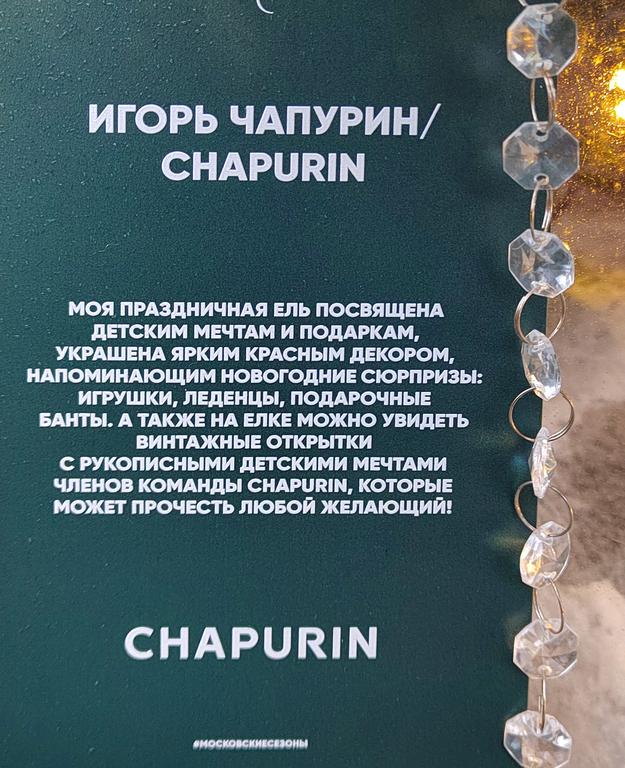 ИГОРЬ ЧАПУРИН/
CHAPURIN
МОЯ ПРАЗДНИЧНАЯ ЕЛЬ ПОСВЯЩЕНА
ДЕТСКИМ МЕЧТАМ И ПОДАРКАМ,
УКРАШЕНА ЯРКИМ КРАСНЫМ ДЕКОРОМ,
НАПОМИНАЮЩИМ НОВОГОДНИЕ СЮРПРИЗЫ:
ИГРУШКИ, ЛЕДЕНЦЫ, ПОДАРОЧНЫЕ
БАНТЫ. А ТАКЖЕ НА ЕЛКЕ МОЖНО УВИДЕТЬ
ВИНТАЖНЫЕ ОТКРЫТКИ
С РУКОПИСНЫМИ ДЕТСКИМИ МЕЧТАМИ
ЧЛЕНОВ КОМАНДЫ CHAPURIN, КОТОРЫЕ
МОЖЕТ ПРОЧЕСТЬ ЛЮБОЙ ЖЕЛАЮЩИЙ!
CHAPURIN
#МОСКОВСКИЕСЕЗОНЫ